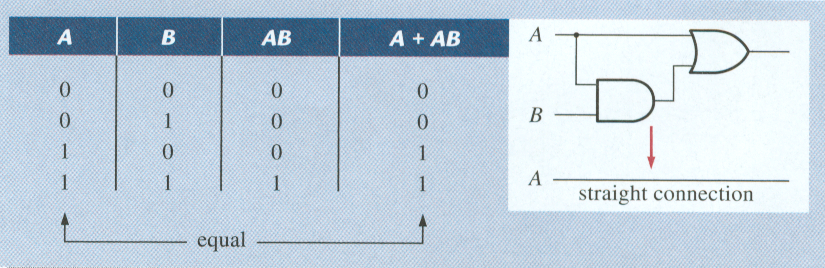 A B AB A + AB
0 0 0 0
0 1 0 0
1 0 0 1
1 1 1 1
equal
A
B
A
straight connection